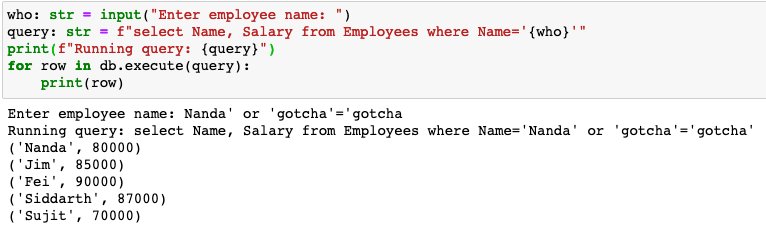 who: str = input("Enter employee name: ")
query: str = f"select Name, Salary from Employees where Name='{who}'"
print(f"Running query: {query}")
for row in db.execute(query):
    print(row)
Enter employee name: Nanda' or 'gotcha'='gotcha
Running query: select Name, Salary from Employees where Name='Nanda' or 'gotcha'='gotcha'
('Nanda', 80000)
('Jim', 85000)
('Fei', 90000)
('Siddarth', 87000)
('Sujit', 70000)